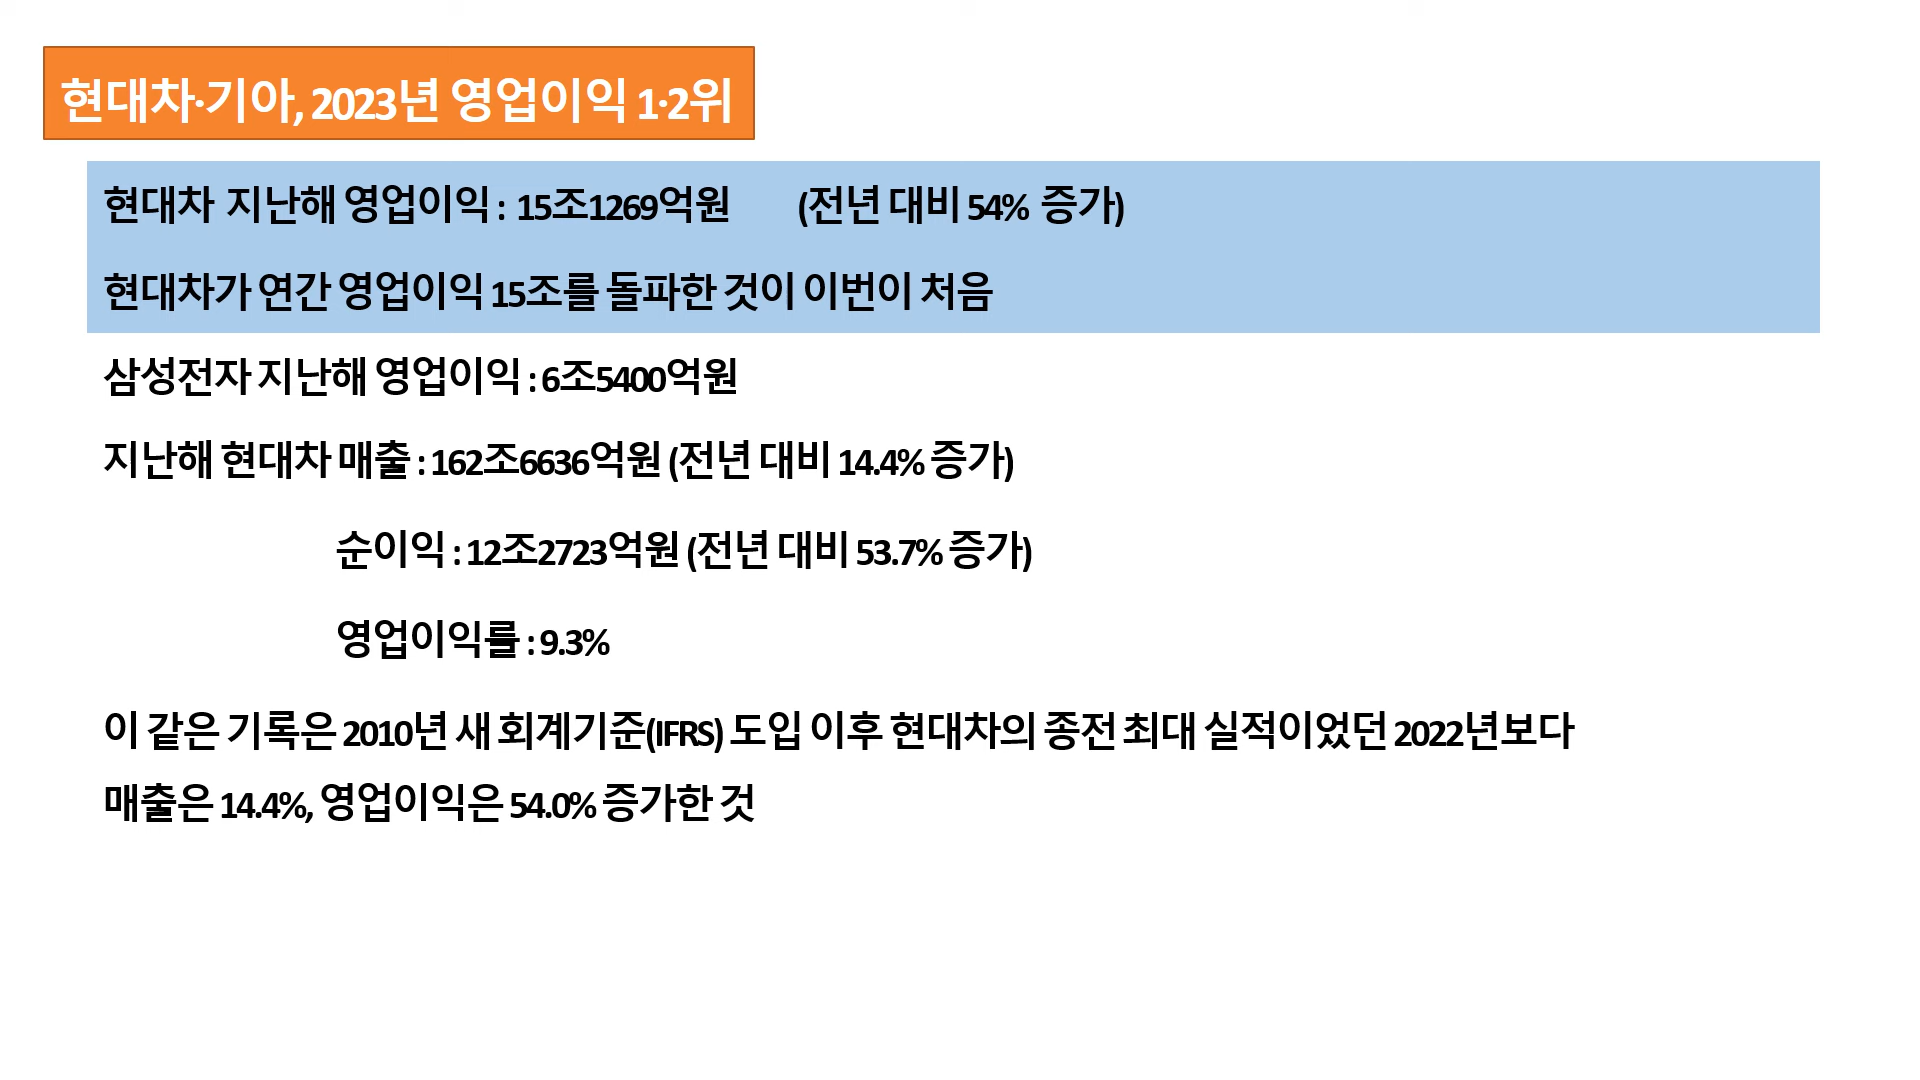 현대차·기아, 2023년 영업이익 1·2위
현대차 지난해 영업이익 : 15조1269억원 (전년 대비 54% 증가)
현대차가 연간 영업이익 15조를 돌파한 것이 이번이 처음
삼성전자 지난해 영업이익 : 6조5400억원
지난해 현대차 매출 : 162조6636억원 (전년 대비 14.4% 증가)
순이익 : 12조2723억원 (전년 대비 53.7% 증가)
영업이익률 : 9.3%
이 같은 기록은 2010년 새 회계기준(IFRS) 도입 이후 현대차의 종전 최대 실적이었던 2022년보다
매출은 14.4%, 영업이익은 54.0% 증가한 것